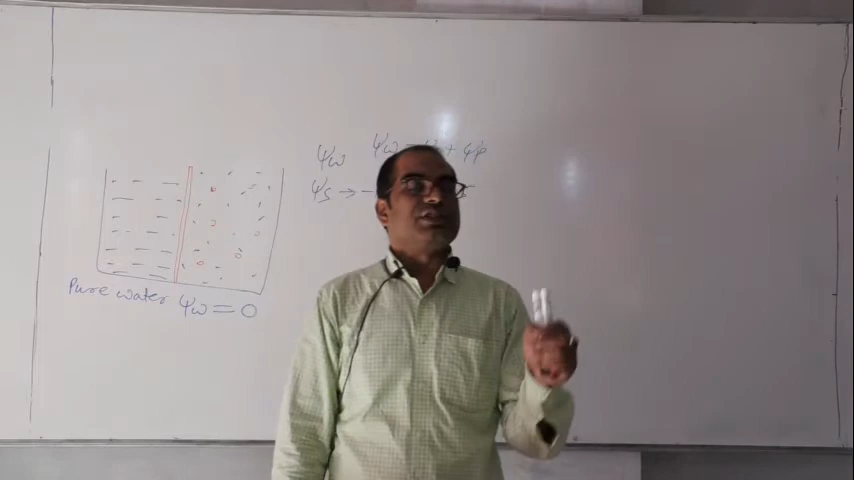 Ψw Ψw = Ψs + Ψp
Ψs → -
Pure water Ψw = 0